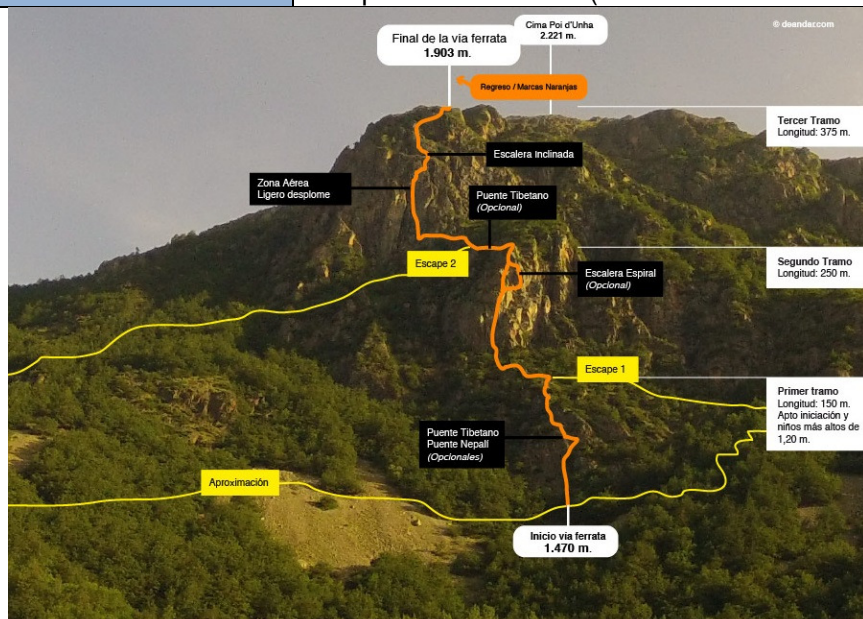 © deandar.com
Cima Poi d'Unha
2.221 m.
Final de la via ferrata
1.903 m.
Regreso / Marcas Naranjas
Tercer Tramo
Longitud: 375 m.
Escalera Inclinada
Zona Aérea
Ligero desplome
Puente Tibetano
(Opcional)
Escape 2
Segundo Tramo
Longitud: 250 m.
Escalera Espiral
(Opcional)
Escape 1
Primer tramo
Longitud: 150 m.
Apto iniciación y
niños más altos de
1,20 m.
Puente Tibetano
Puente Nepalí
(Opcionales)
Aproximación
Inicio via ferrata
1.470 m.